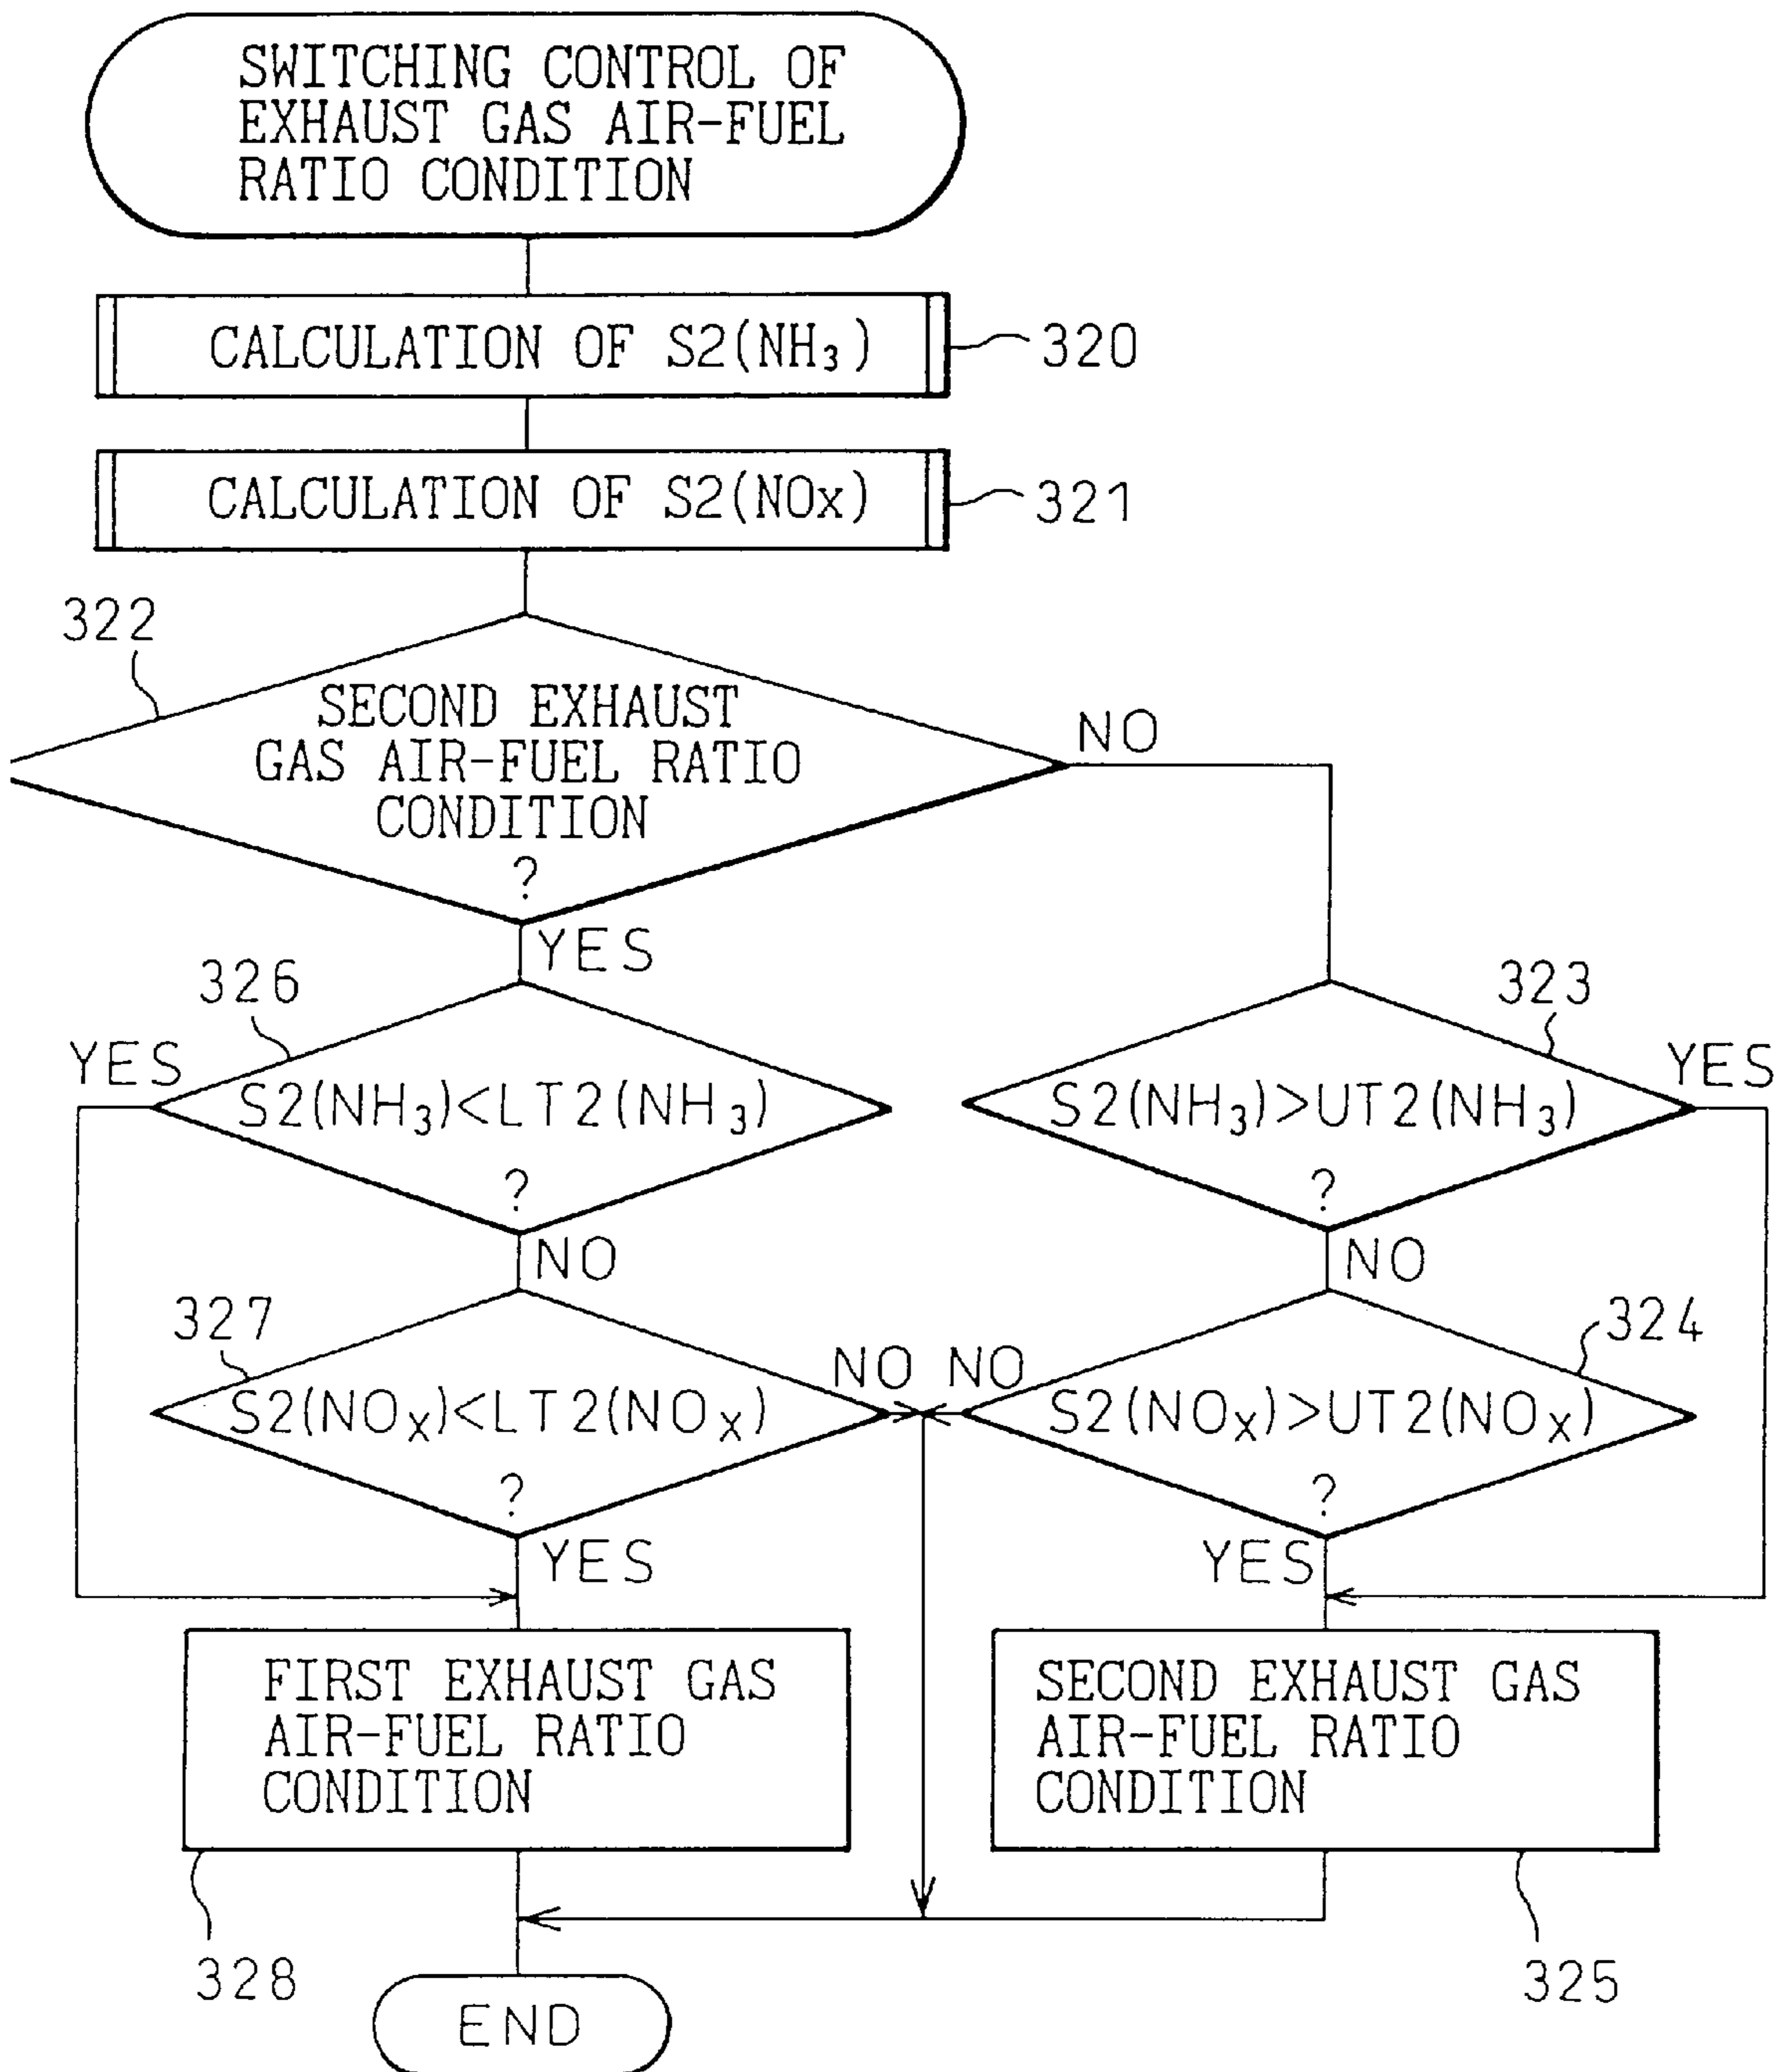 SWITCHING CONTROL OF
EXHAUST GAS AIR-FUEL
RATIO CONDITION
CALCULATION OF S2(NH₃)
320
CALCULATION OF S2(NOx)
321
322
SECOND EXHAUST
GAS AIR-FUEL RATIO
CONDITION
?
NO
YES
326
323
YES
S2(NH₃)<LT2(NH₃)
?
S2(NH₃)>UT2(NH₃)
?
YES
NO
NO
327
324
S2(NOX)<LT2(NOX)
?
NO
NO
S2(NOX)>UT2(NOX)
?
YES
YES
FIRST EXHAUST GAS
AIR-FUEL RATIO
CONDITION
SECOND EXHAUST GAS
AIR-FUEL RATIO
CONDITION
328
325
END